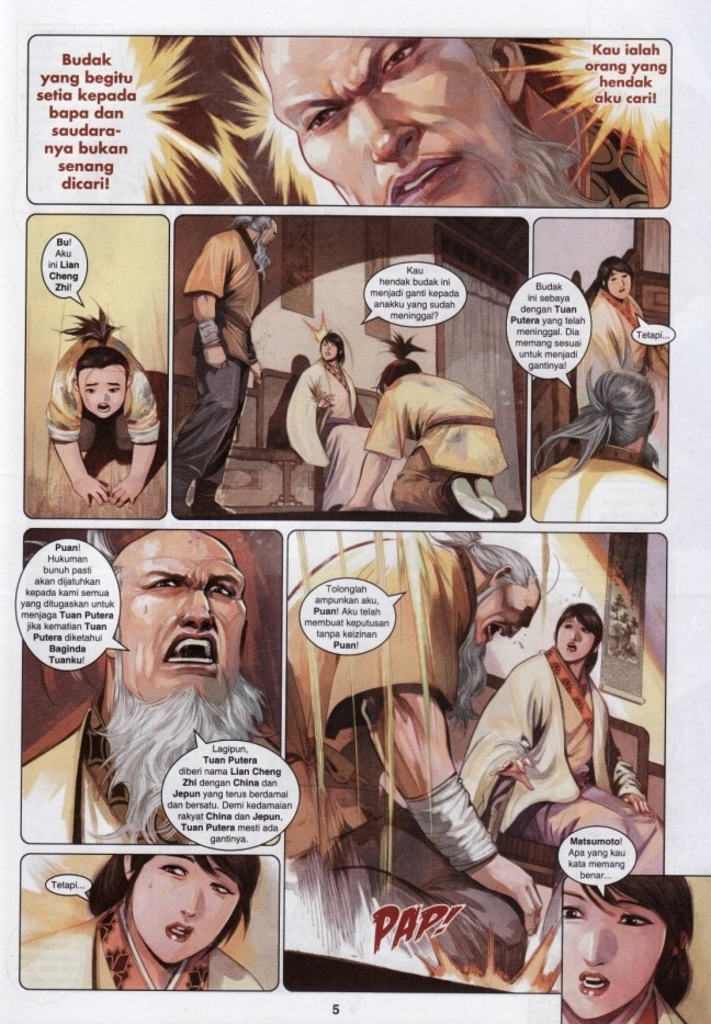 Budak
yang begitu
setia kepada
bapa dan
saudara-
nya bukan
senang
dicari!
Kau ialah
orang yang
hendak
aku cari!
Bu!
Aku
ini Lian
Cheng
Zhi!
Kau
hendak budak ini
menjadi ganti kepada
anakku yang sudah
meninggal?
Budak
ini sebaya
dengan Tuan
Putera yang telah
meninggal. Dia
memang sesuai
untuk menjadi
gantinya!
Tetapi...
Puan!
Hukuman
bunuh pasti
akan dijatuhkan
kepada kami semua
yang ditugaskan untuk
menjaga Tuan Putera
jika kematian Tuan
Putera diketahui
Baginda
Tuanku!
Lagipun,
Tuan Putera
diberi nama Lian Cheng
Zhi dengan China dan
Jepun yang terus berdamai
dan bersatu. Demi kedamaian
rakyat China dan Jepun,
Tuan Putera mesti ada
gantinya.
Tolonglah
ampunkan aku,
Puan! Aku telah
membuat keputusan
tanpa keizinan
Puan!
PAP!
Tetapi...
Matsumoto!
Apa yang kau
kata memang
benar...
5